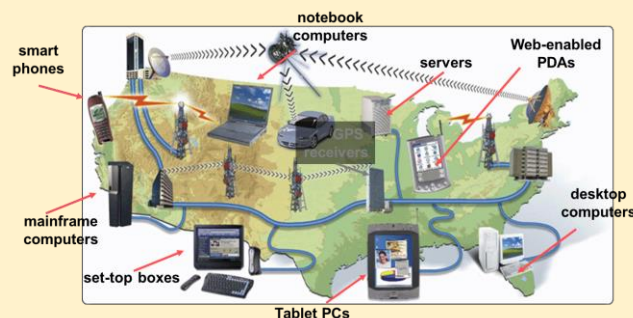 notebook
computers
smart
phones
servers
Web-enabled
PDAs
GPS
receivers
mainframe
computers
desktop
computers
set-top boxes
Tablet PCs